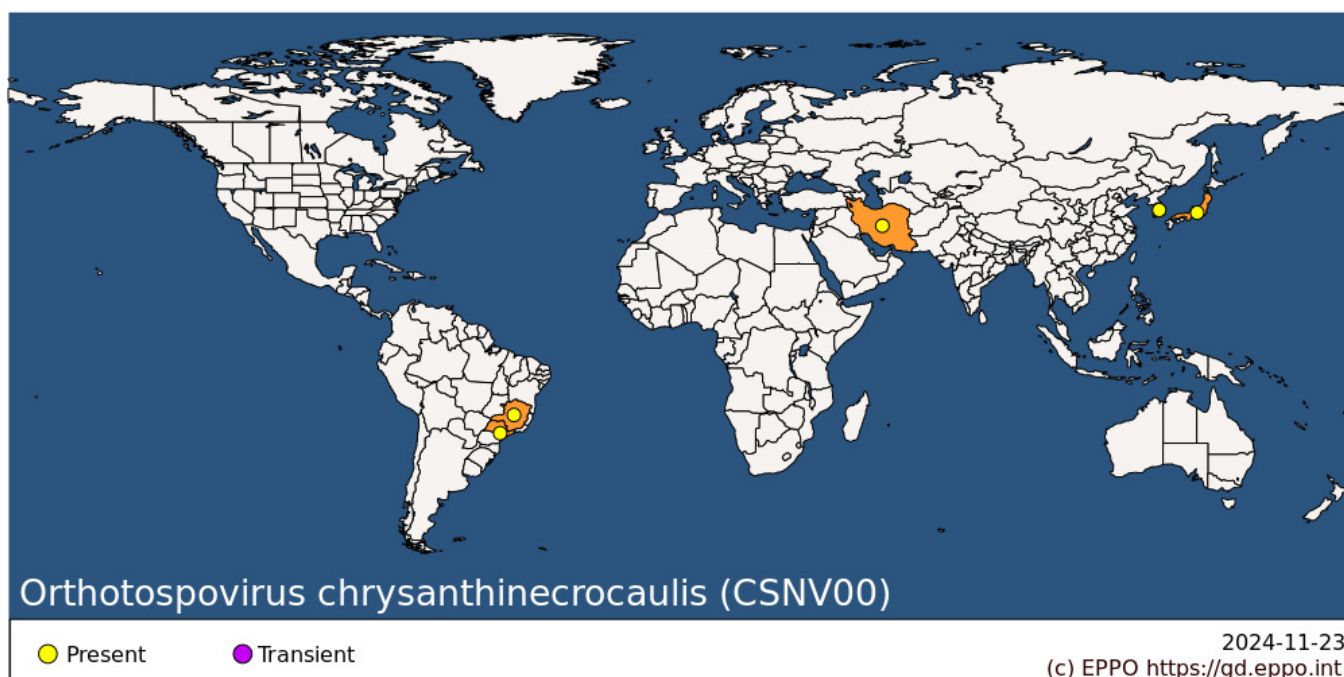 Orthotospovirus chrysanthinecrocaulis (CSNV00)
Present
Transient
2024-11-23
(c) EPPO https://gd.eppo.int